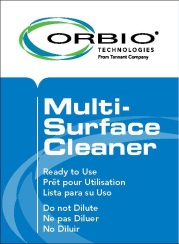 ORBIO®
TECHNOLOGIES
From Tennant Company
Multi-
Surface
Cleaner
Ready to Use
Prêt pour Utilisation
Lista para su Uso
Do not Dilute
Ne pas Diluer
No Diluir